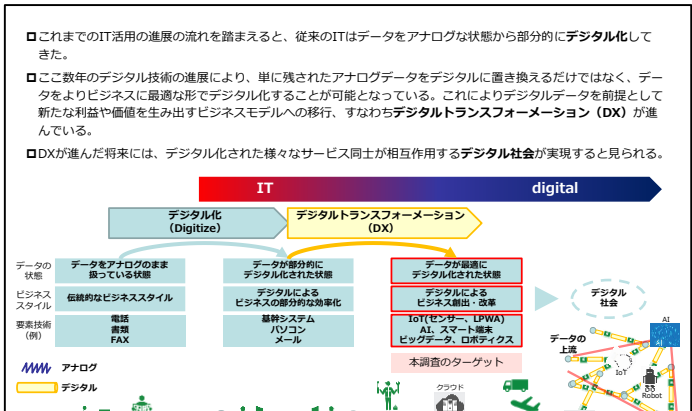 これまでのIT活用の進展の流れを踏まえると、従来のITはデータをアナログな状態から部分的にデジタル化して
きた。
ここ数年のデジタル技術の進展により、単に残されたアナログデータをデジタルに置き換えるだけではなく、デー
タをよりビジネスに最適な形でデジタル化することが可能となっている。これによりデジタルデータを前提として
新たな利益や価値を生み出すビジネスモデルへの移行、すなわちデジタルトランスフォーメーション（DX）が進
んでいる。
DXが進んだ将来には、デジタル化された様々なサービス同士が相互作用するデジタル社会が実現すると見られる。
IT
digital
デジタル化
（Digitize）
デジタルトランスフォーメーション
（DX）
データの
状態
データをアナログのまま
扱っている状態
データが部分的に
デジタル化された状態
データが最適に
デジタル化された状態
ビジネス
スタイル
伝統的なビジネススタイル
デジタルによる
ビジネスの部分的な効率化
デジタルによる
ビジネス創出・改革
デジタル
社会
要素技術
（例）
電話
書類
FAX
基幹システム
パソコン
メール
IoT(センサー、LPWA)
AI、スマート端末
ビッグデータ、ロボティクス
本調査のターゲット
データの
上流
AI
AI
IoT
Robot
アナログ
デジタル
クラウド